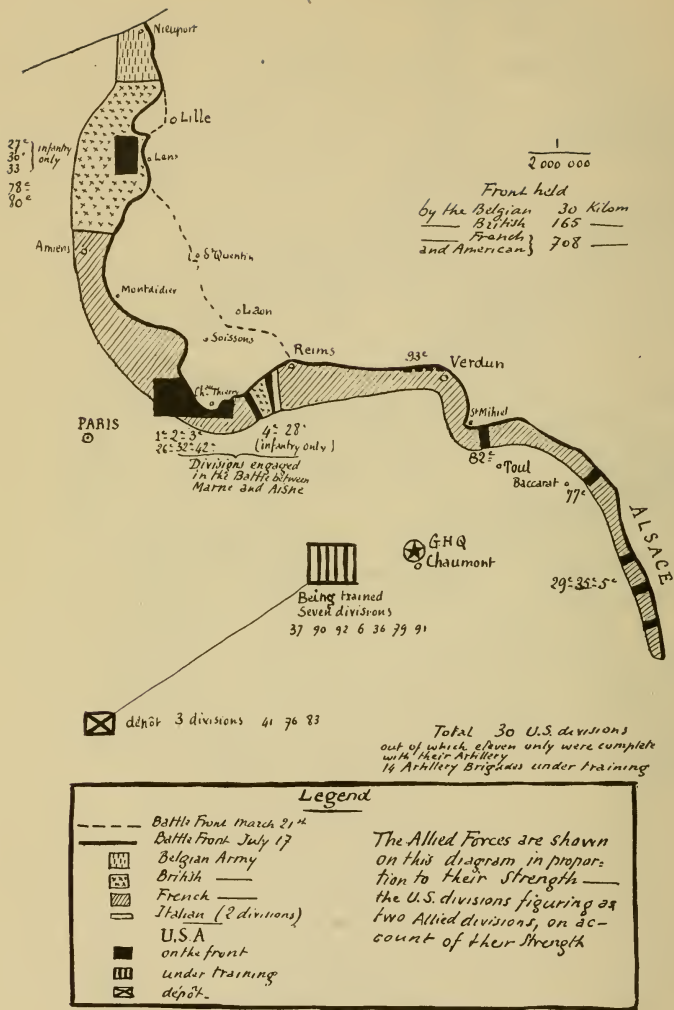 Nieuport
Lille
27e
30e
33
infantry
only
78e
80e
Lens
1
2 000 000
Front held
by the Belgian 30 Kilom
—— British 165 ——
—— French
and American } 708 ——
Amiens
St Quentin
Montdidier
Laon
Soissons
Reims
93e
Verdun
Chau Thierry
St Mihiel
PARIS
1e 2e 3e
26e 32e 42e
4e 28e
(infantry only)
Divisions engaged
in the Battle between
Marne and Aisne
82e
Toul
Baccarat
77e
ALSACE
G.H.Q
Chaumont
29e 35e 5e
Being trained
Seven divisions
37 90 92 6 36 79 91
dépôt 3 divisions 41 76 83
Total 30 U.S. divisions
out of which eleven only were complete
with their Artillery
14 Artillery Brigades under training
Legend
Battle Front march 21st
Battle Front July 17
Belgian Army
British ——
French ——
Italian (2 divisions)
U.S.A
on the front
under training
dépôt_
The Allied Forces are shown
on this diagram in propor=
tion to their Strength ——
the U.S. divisions figuring as
two Allied divisions, on ac-
count of their Strength